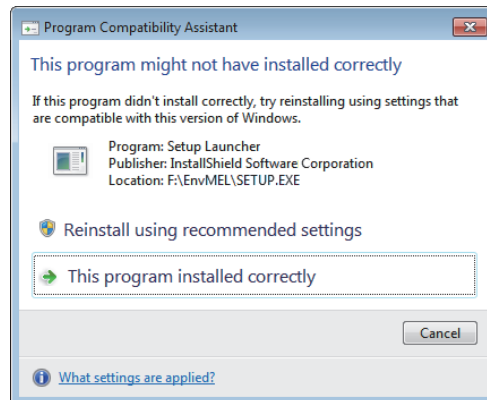 Program Compatibility Assistant
This program might not have installed correctly
If this program didn't install correctly, try reinstalling using settings that
are compatible with this version of Windows.
Program: Setup Launcher
Publisher: InstallShield Software Corporation
Location: F:\EnvMEL\SETUP.EXE
Reinstall using recommended settings
This program installed correctly
Cancel
What settings are applied?